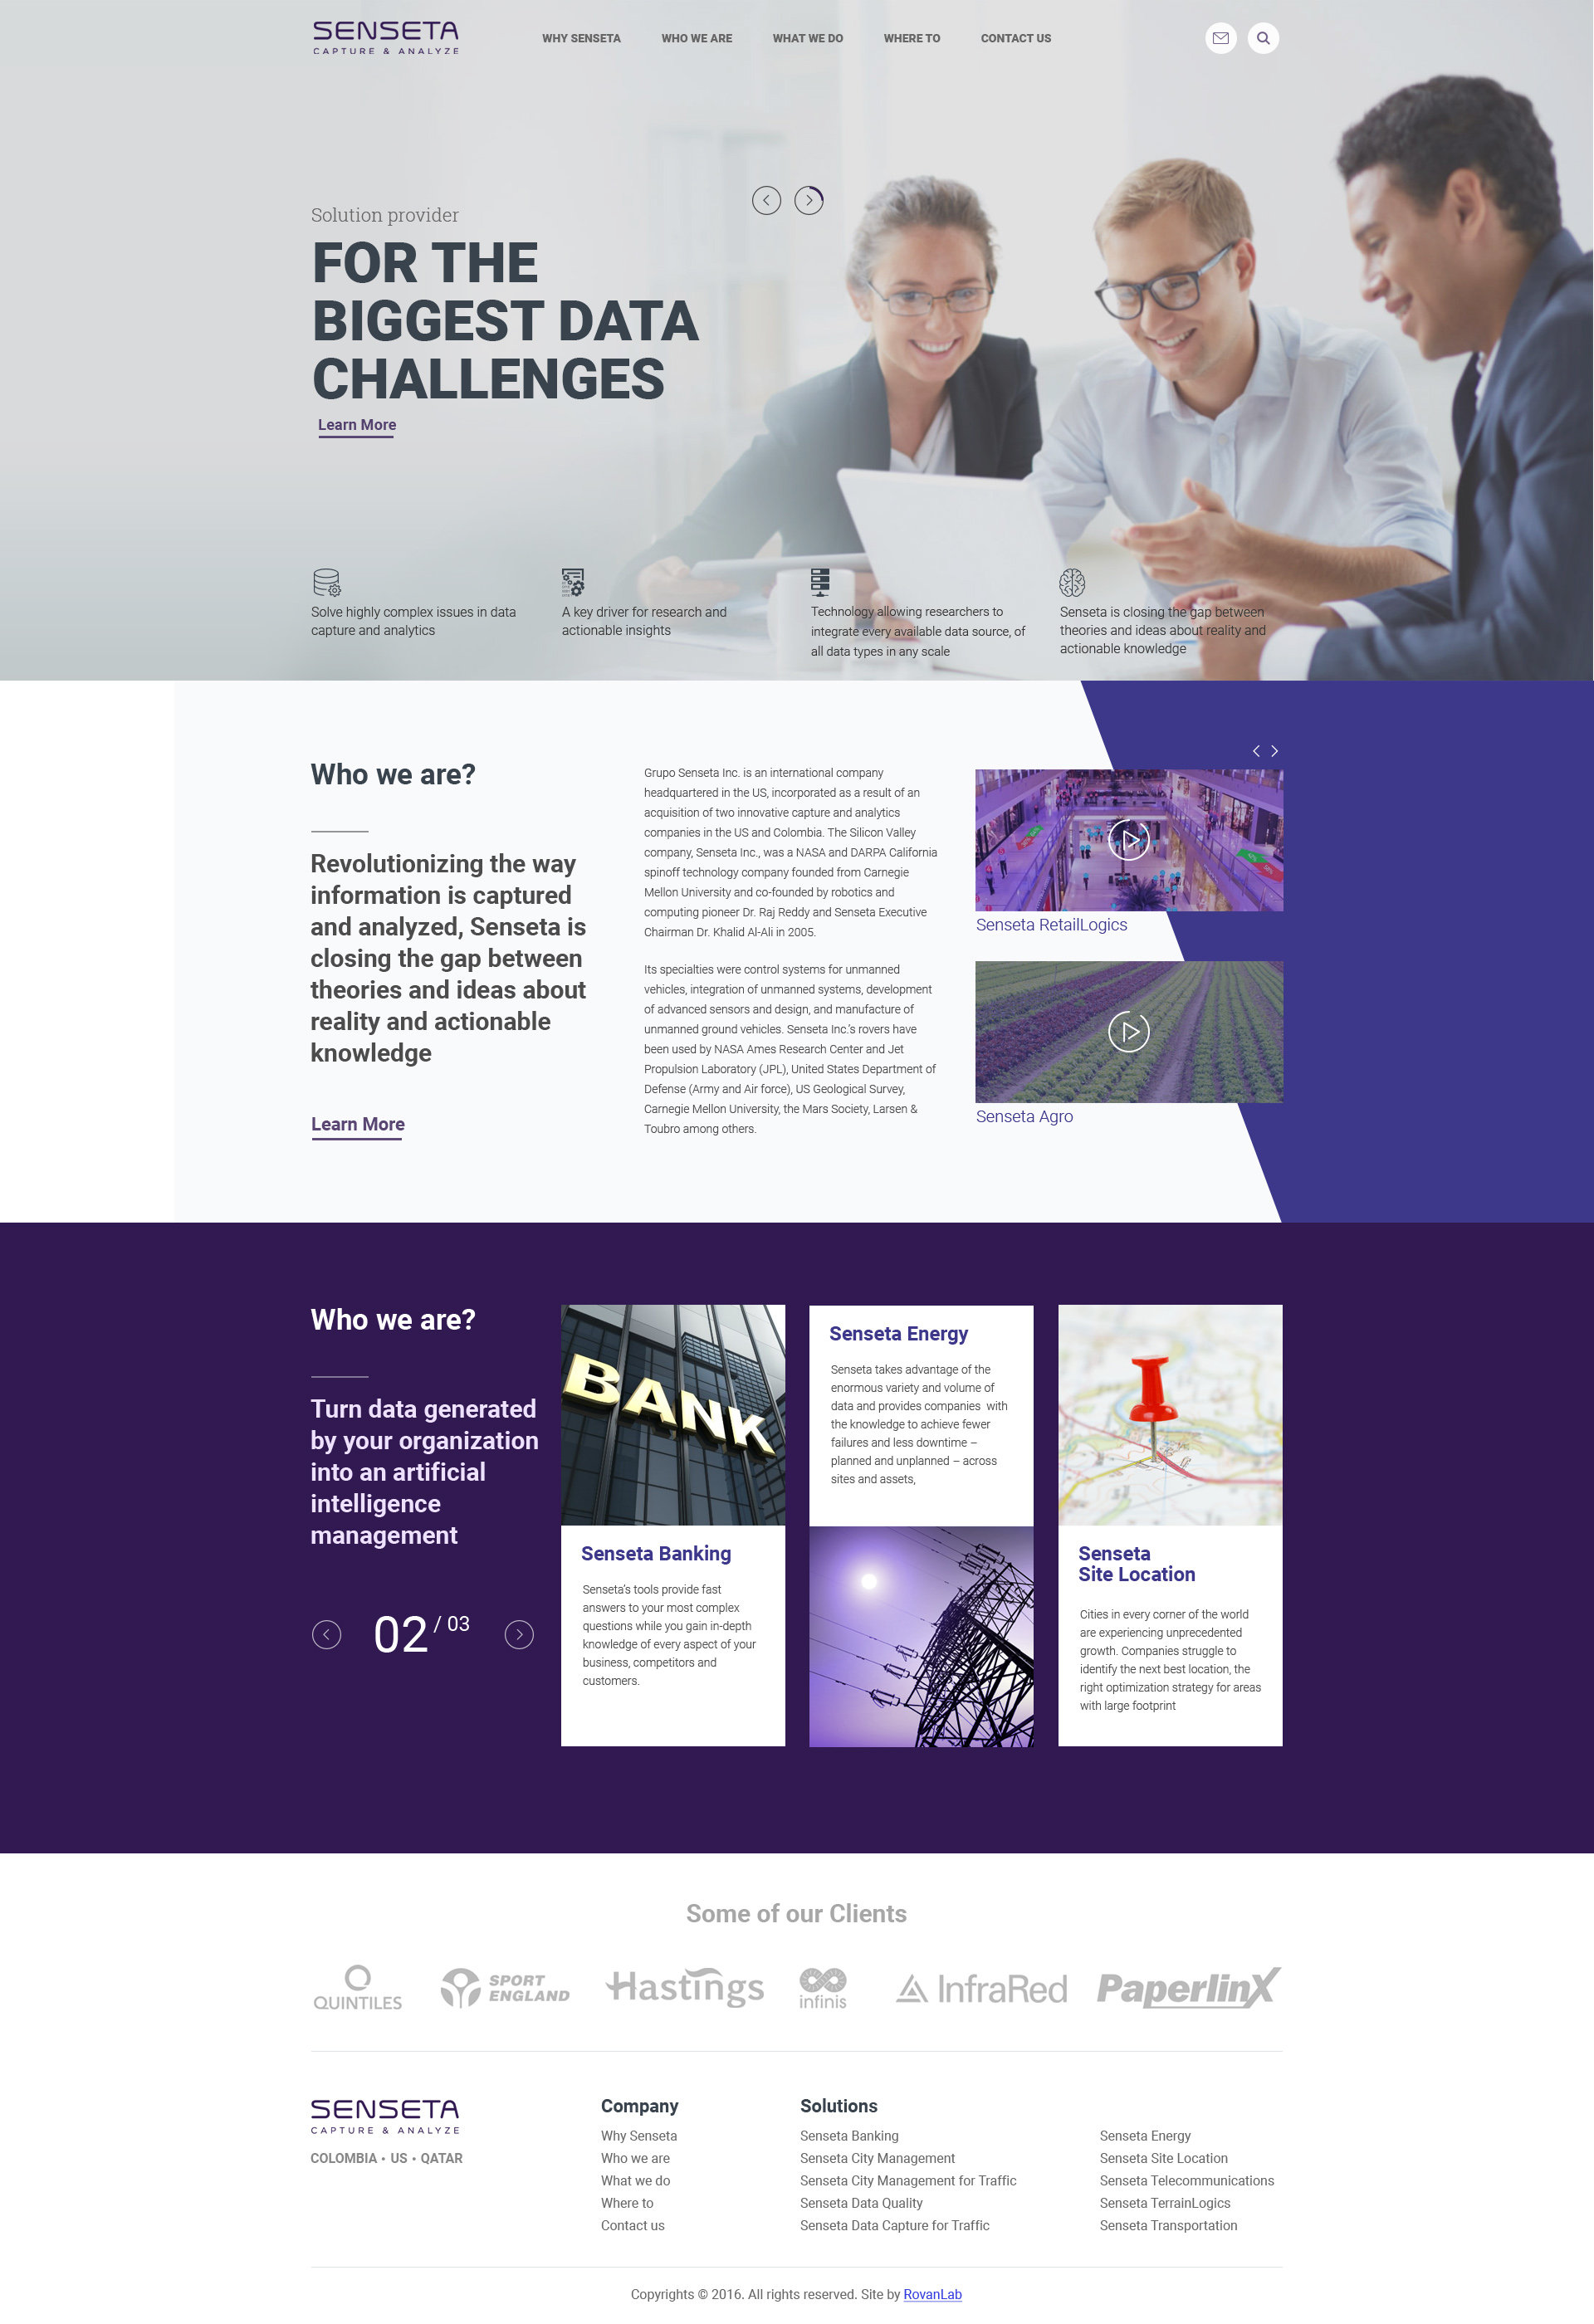 SENSETA
CAPTURE & ANALYZE
WHY SENSETA
WHO WE ARE
WHAT WE DO
WHERE TO
CONTACT US
Solution provider
FOR THE
BIGGEST DATA
CHALLENGES
Learn More
Solve highly complex issues in data
capture and analytics
A key driver for research and
actionable insights
Technology allowing researchers to
integrate every available data source, of
all data types in any scale
Senseta is closing the gap between
theories and ideas about reality and
actionable knowledge
Who we are?
Revolutionizing the way
information is captured
and analyzed, Senseta is
closing the gap between
theories and ideas about
reality and actionable
knowledge
Learn More
Grupo Senseta Inc. is an international company
headquartered in the US, incorporated as a result of an
acquisition of two innovative capture and analytics
companies in the US and Colombia. The Silicon Valley
company, Senseta Inc., was a NASA and DARPA California
spinoff technology company founded from Carnegie
Mellon University and co-founded by robotics and
computing pioneer Dr. Raj Reddy and Senseta Executive
Chairman Dr. Khalid Al-Ali in 2005.
Its specialties were control systems for unmanned
vehicles, integration of unmanned systems, development
of advanced sensors and design, and manufacture of
unmanned ground vehicles. Senseta Inc.'s rovers have
been used by NASA Ames Research Center and Jet
Propulsion Laboratory (JPL), United States Department of
Defense (Army and Air force), US Geological Survey,
Carnegie Mellon University, the Mars Society, Larsen &
Toubro among others.
Senseta RetailLogics
Senseta Agro
Who we are?
Turn data generated
by your organization
into an artificial
intelligence
management
02 / 03
BANK
Senseta Banking
Senseta's tools provide fast
answers to your most complex
questions while you gain in-depth
knowledge of every aspect of your
business, competitors and
customers.
Senseta Energy
Senseta takes advantage of the
enormous variety and volume of
data and provides companies with
the knowledge to achieve fewer
failures and less downtime –
planned and unplanned – across
sites and assets,
Senseta
Site Location
Cities in every corner of the world
are experiencing unprecedented
growth. Companies struggle to
identify the next best location, the
right optimization strategy for areas
with large footprint
Some of our Clients
QUINTILES
SPORT
ENGLAND
Hastings
infinis
InfraRed
PaperlinX
SENSETA
CAPTURE & ANALYZE
COLOMBIA • US • QATAR
Company
Why Senseta
Who we are
What we do
Where to
Contact us
Solutions
Senseta Banking
Senseta City Management
Senseta City Management for Traffic
Senseta Data Quality
Senseta Data Capture for Traffic
Senseta Energy
Senseta Site Location
Senseta Telecommunications
Senseta TerrainLogics
Senseta Transportation
Copyrights © 2016. All rights reserved. Site by RovanLab